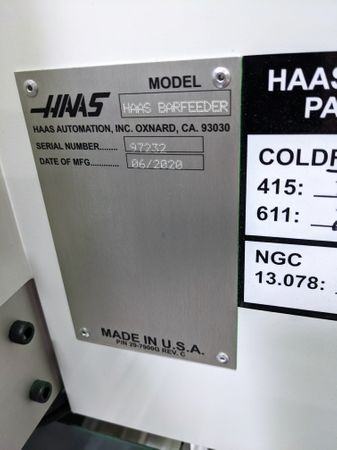 MODEL
HAAS
HAAS BARFEEDER
HAAS AUTOMATION, INC. OXNARD, CA. 93030
SERIAL NUMBER........ 97232
DATE OF MFG............ 06/2020
MADE IN U.S.A.
P/N 29-7900G REV. C
HAAS
PA
COLD
415:
611:
NGC
13.078: